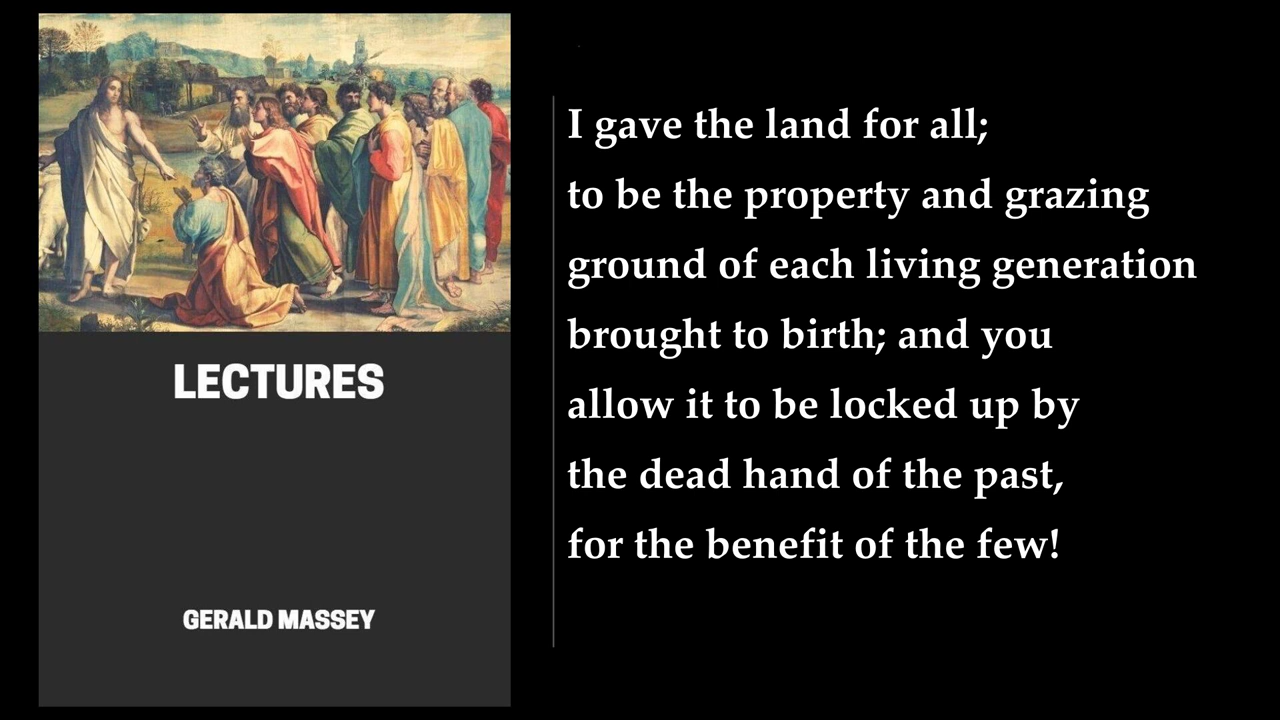 LECTURES
GERALD MASSEY
I gave the land for all;
to be the property and grazing
ground of each living generation
brought to birth; and you
allow it to be locked up by
the dead hand of the past,
for the benefit of the few!